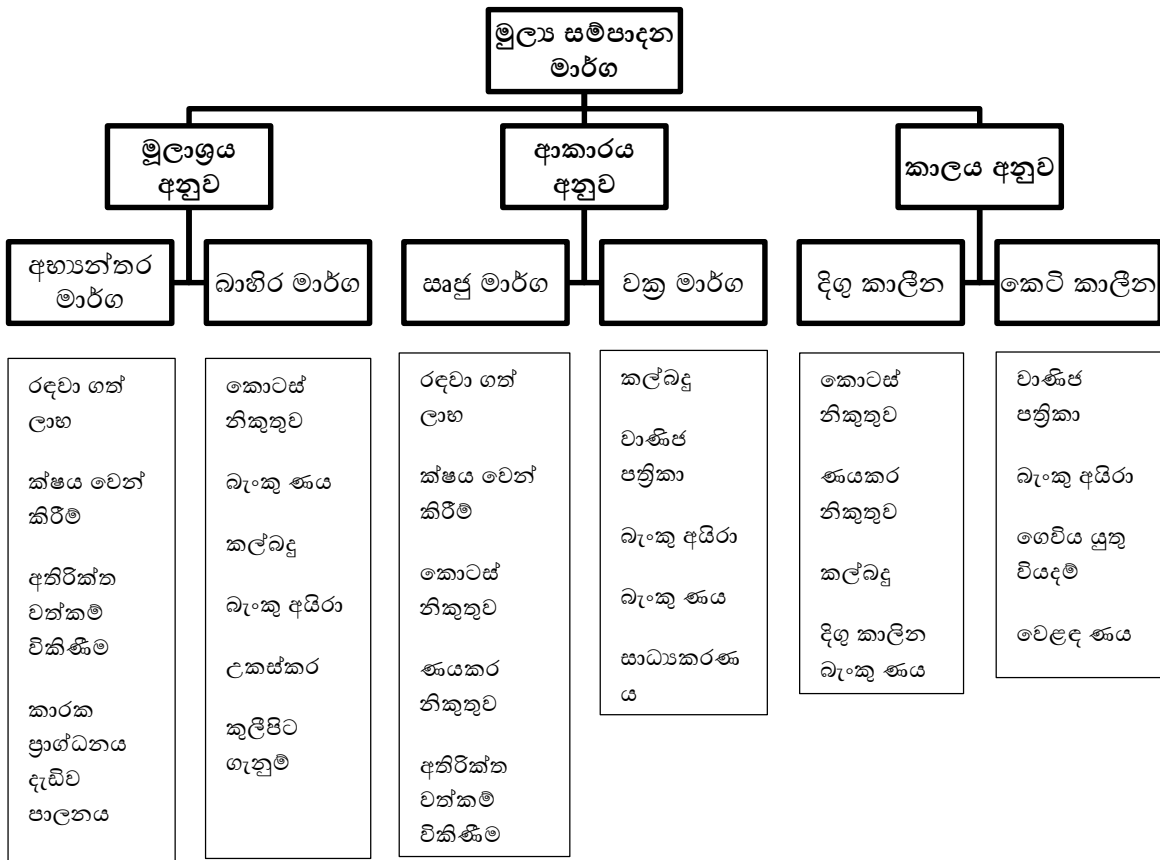 මුල්‍ය සම්පාදන
මාර්ග
මූලාශ්‍රය
අනුව
ආකාරය
අනුව
කාලය අනුව
අභ්‍යන්තර
මාර්ග
බාහිර මාර්ග
ඍජු මාර්ග
වක්‍ර මාර්ග
දිගු කාලීන
කෙටි කාලීන
රඳවා ගත්
ලාභ
ක්ෂය වෙන්
කිරීම්
අතිරික්ත
වත්කම්
විකිණීම
කාරක
ප්‍රාග්ධනය
දැඩිව
පාලනය
කොටස්
නිකුතුව
බැංකු ණය
කල්බදු
බැංකු අයිරා
උකස්කර
කුලීපිට
ගැනුම්
රඳවා ගත්
ලාභ
ක්ෂය වෙන්
කිරීම්
කොටස්
නිකුතුව
ණයකර
නිකුතුව
අතිරික්ත
වත්කම්
විකිණීම
කල්බදු
වාණිජ
පත්‍රිකා
බැංකු අයිරා
බැංකු ණය
සාධ්‍යකරණ
ය
කොටස්
නිකුතුව
ණයකර
නිකුතුව
කල්බදු
දිගු කාලින
බැංකු ණය
වාණිජ
පත්‍රිකා
බැංකු අයිරා
ගෙවිය යුතු
වියදම්
වෙළඳ ණය